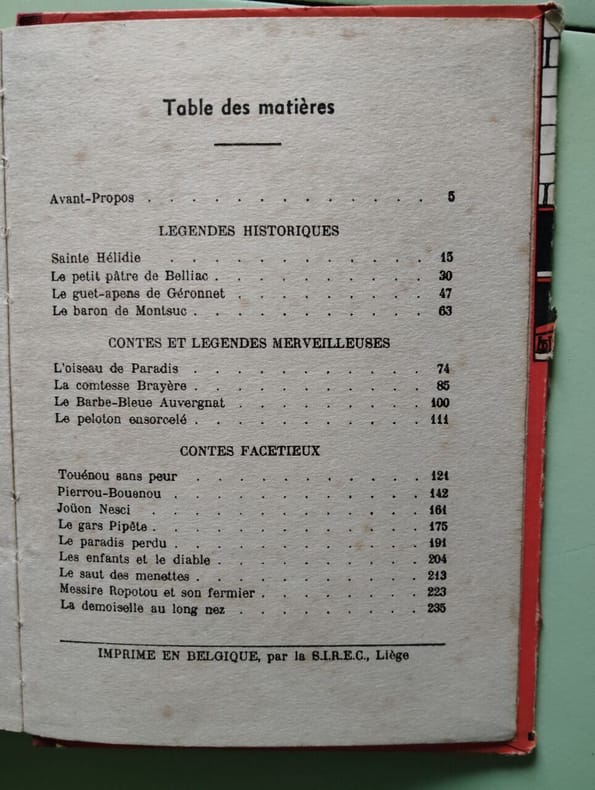 Table des matières
Avant-Propos . . . . . . . . . . . . . 5
LEGENDES HISTORIQUES
Sainte Hélidie . . . . . . . . . . . . 15
Le petit pâtre de Belliac . . . . . . . . . . 30
Le guet-apens de Géronnet . . . . . . . . . 47
Le baron de Montsuc . . . . . . . . . . . 63
CONTES ET LEGENDES MERVEILLEUSES
L'oiseau de Paradis . . . . . . . . . . . 74
La comtesse Brayère . . . . . . . . . . . 85
Le Barbe-Bleue Auvergnat . . . . . . . . . 100
Le peloton ensorcelé . . . . . . . . . . . 111
CONTES FACETIEUX
Touénou sans peur . . . . . . . . . . . 121
Pierrou-Bouenou . . . . . . . . . . . . 142
Joüon Nesci . . . . . . . . . . . . . 161
Le gars Pipête . . . . . . . . . . . . . 175
Le paradis perdu . . . . . . . . . . . . 191
Les enfants et le diable . . . . . . . . . . 204
Le saut des menettes . . . . . . . . . . . 213
Messire Ropotou et son fermier . . . . . . . . 223
La demoiselle au long nez . . . . . . . . . 235
IMPRIME EN BELGIQUE, par la S.I.R.E.C., Liège